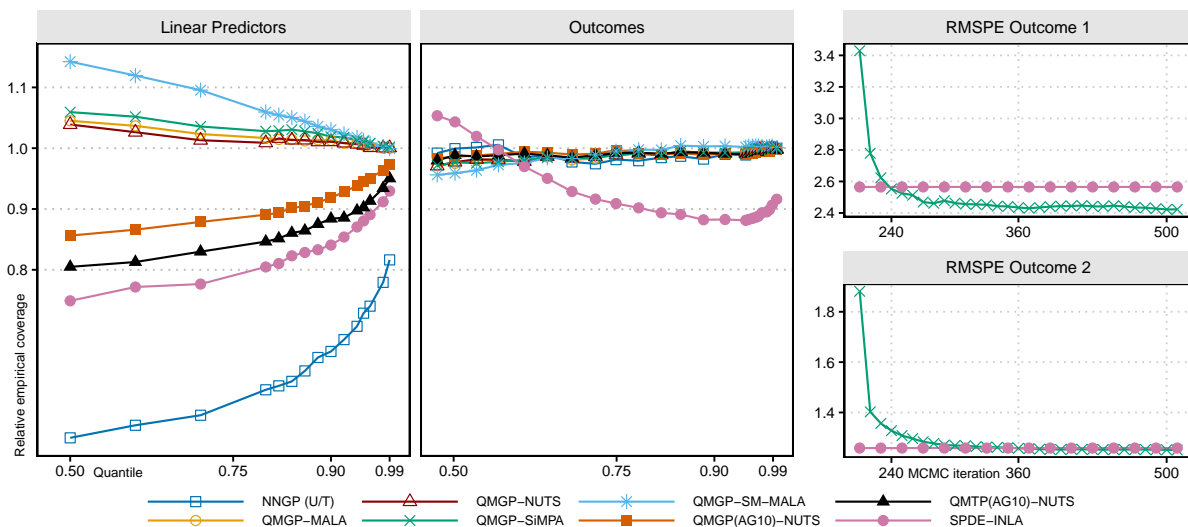 Linear Predictors
Outcomes
RMSPE Outcome 1
Relative empirical coverage
1.1
1.0
0.9
0.8
0.50
Quantile
0.75
0.90
0.99
0.50
0.75
0.90
0.99
3.4
3.2
3.0
2.8
2.6
2.4
240
360
500
RMSPE Outcome 2
1.8
1.6
1.4
240
MCMC iteration
360
500
NNGP (U/T)
QMGP−NUTS
QMGP−SM−MALA
QMTP(AG10)−NUTS
QMGP−MALA
QMGP−SiMPA
QMGP(AG10)−NUTS
SPDE−INLA